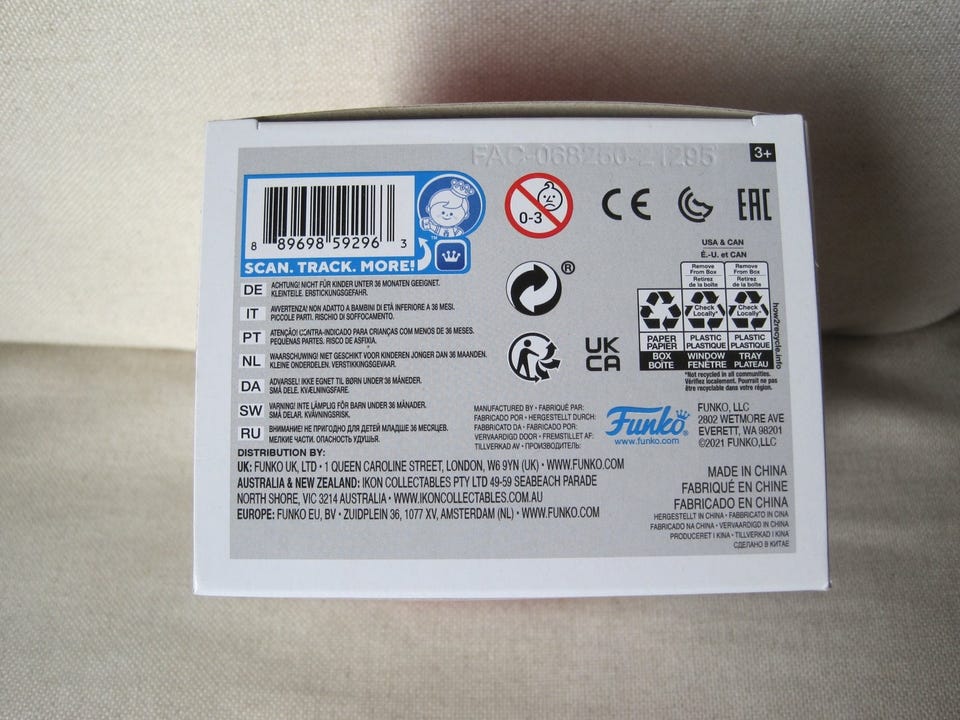 FAC-068250-21295
3+
8 89698 59296 3
SCAN. TRACK. MORE!
0-3
CE
EAC
®
UK
CA
DE ACHTUNG! NICHT FÜR KINDER UNTER 36 MONATEN GEEIGNET.
KLEINTEILE. ERSTICKUNGSGEFAHR.
IT AVVERTENZA! NON ADATTO A BAMBINI DI ETÀ INFERIORE A 36 MESI.
PICCOLE PARTI. RISCHIO DI SOFFOCAMENTO.
PT ATENÇÃO! CONTRA-INDICADO PARA CRIANÇAS COM MENOS DE 36 MESES.
PEQUENAS PARTES. RISCO DE ASFIXIA.
NL WAARSCHUWING! NIET GESCHIKT VOOR KINDEREN JONGER DAN 36 MAANDEN.
KLEINE ONDERDELEN. VERSTIKKINGSGEVAAR.
DA ADVARSEL! IKKE EGNET TIL BØRN UNDER 36 MÅNEDER.
SMÅ DELE. KVÆLNINGSFARE.
SW VARNING! INTE LÄMPLIG FÖR BARN UNDER 36 MÅNADER.
SMÅ DELAR. KVÄVNINGSRISK.
RU ВНИМАНИЕ! НЕ ПРИГОДНО ДЛЯ ДЕТЕЙ МЛАДШЕ 36 МЕСЯЦЕВ.
МЕЛКИЕ ЧАСТИ. ОПАСНОСТЬ УДУШЬЯ.
USA & CAN
É.-U. et CAN
Remove From Box
Retirez de la boîte
Remove From Box
Retirez de la boîte
Check Locally*
Check Locally*
PAPER PAPIER
PLASTIC PLASTIQUE
PLASTIC PLASTIQUE
BOX BOÎTE
WINDOW FENÊTRE
TRAY PLATEAU
how2recycle.info
*Not recycled in all communities.
Vérifiez localement. Pourrait ne pas
être recyclable dans votre région.
MANUFACTURED BY • FABRIQUÉ PAR:
FABRICADO POR • HERGESTELLT DURCH:
FABBRICATO DA • FABRICADO POR:
VERVAARDIGD DOOR • FREMSTILLET AF:
TILLVERKAD AV • ПРОИЗВОДИТЕЛЬ:
Funko
www.funko.com
FUNKO, LLC
2802 WETMORE AVE
EVERETT, WA 98201
©2021 FUNKO,LLC
DISTRIBUTION BY:
UK: FUNKO UK, LTD • 1 QUEEN CAROLINE STREET, LONDON, W6 9YN (UK) • WWW.FUNKO.COM
AUSTRALIA & NEW ZEALAND: IKON COLLECTABLES PTY LTD 49-59 SEABEACH PARADE
NORTH SHORE, VIC 3214 AUSTRALIA • WWW.IKONCOLLECTABLES.COM.AU
EUROPE: FUNKO EU, BV • ZUIDPLEIN 36, 1077 XV, AMSTERDAM (NL) • WWW.FUNKO.COM
MADE IN CHINA
FABRIQUÉ EN CHINE
FABRICADO EN CHINA
HERGESTELLT IN CHINA • FABBRICATO IN CINA
FABRICADO NA CHINA • VERVAARDIGD IN CHINA
PRODUCERET I KINA • TILLVERKAD I KINA
СДЕЛАНО В КИТАЕ